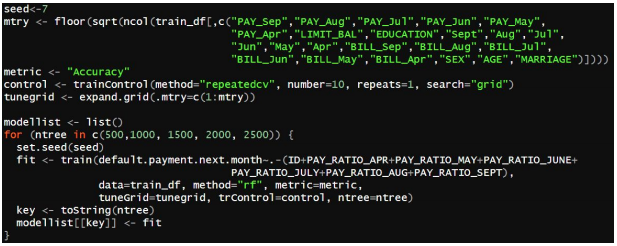 seed<-7
mtry <- floor(sqrt(ncol(train_df[,c("PAY_Sep","PAY_Aug","PAY_Jul","PAY_Jun","PAY_May",
"PAY_Apr","LIMIT_BAL","EDUCATION","Sept","Aug","Jul",
"Jun","May","Apr","BILL_Sep","BILL_Aug","BILL_Jul",
"BILL_Jun","BILL_May","BILL_Apr","SEX","AGE","MARRIAGE")])))
metric <- "Accuracy"
control <- trainControl(method="repeatedcv", number=10, repeats=1, search="grid")
tunegrid <- expand.grid(.mtry=c(1:mtry))
modellist <- list()
for (ntree in c(500,1000, 1500, 2000, 2500)) {
set.seed(seed)
fit <- train(default.payment.next.month~.-(ID+PAY_RATIO_APR+PAY_RATIO_MAY+PAY_RATIO_JUNE+
PAY_RATIO_JULY+PAY_RATIO_AUG+PAY_RATIO_SEPT),
data=train_df, method="rf", metric=metric,
tuneGrid=tunegrid, trControl=control, ntree=ntree)
key <- toString(ntree)
modellist[[key]] <- fit
}